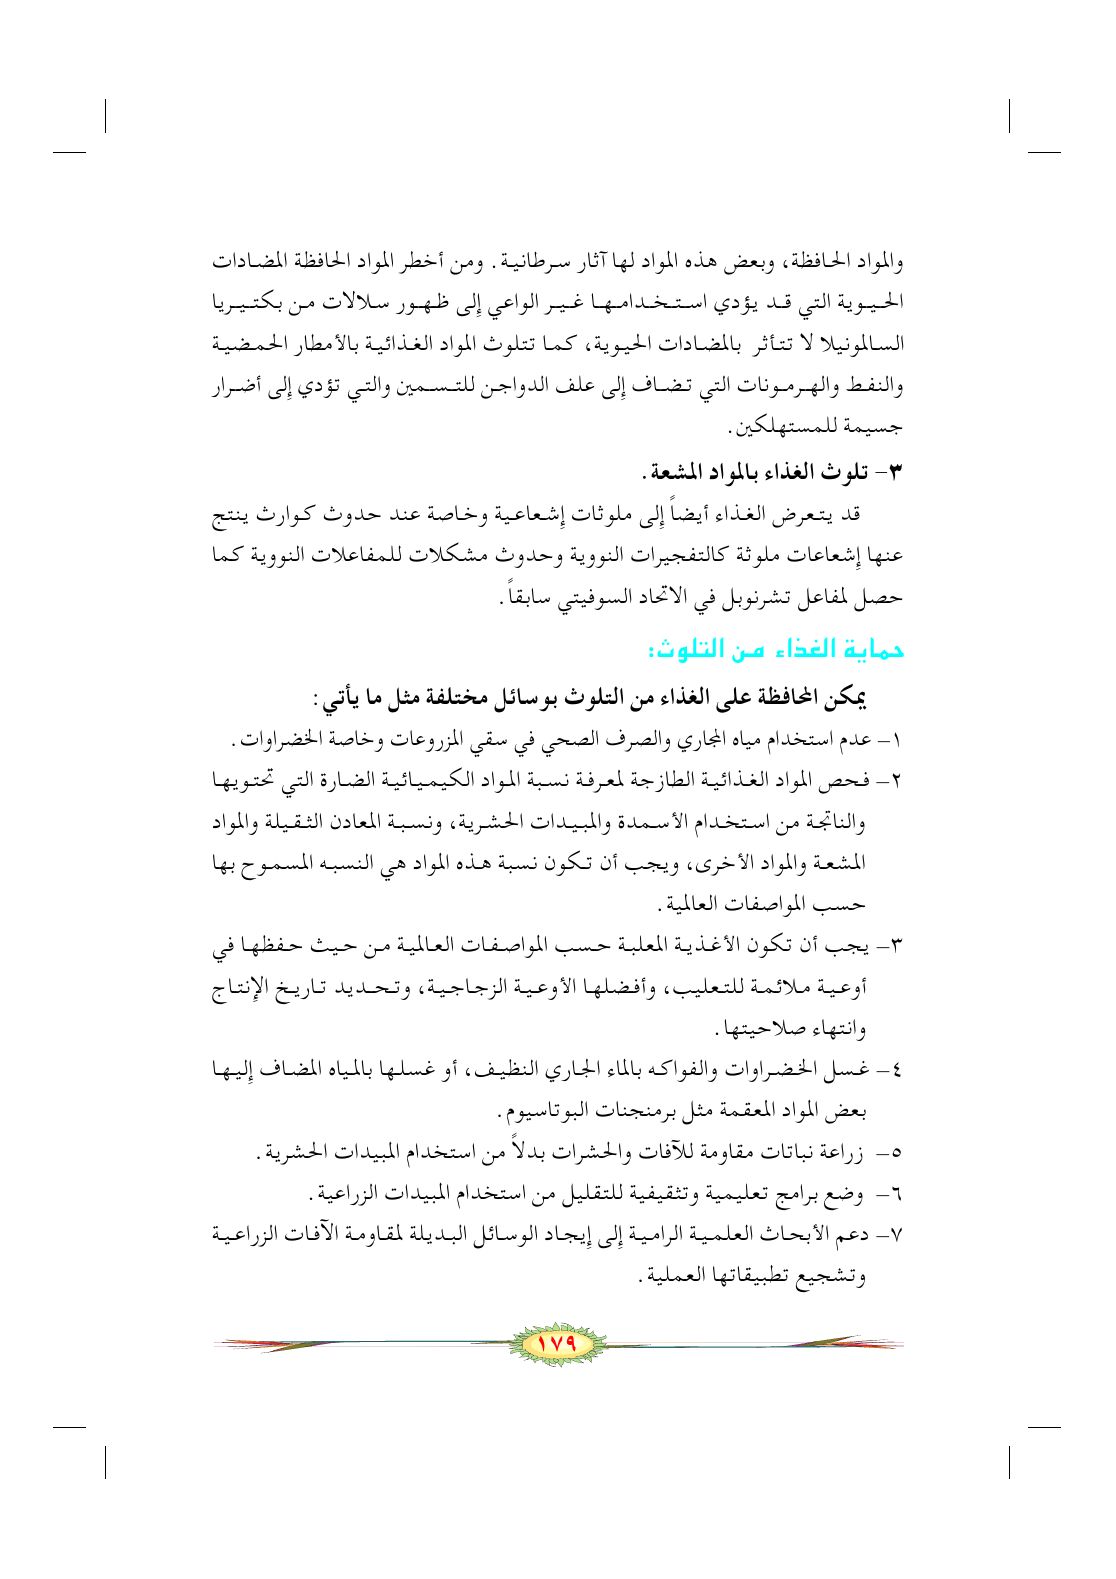 والمواد الحافظة، وبعض هذه المواد لها آثار سرطانية. ومن أخطر المواد الحافظة المضادات
الحيوية التي قد يؤدي استخدامها غير الواعي إِلى ظهور سلالات من بكتيريا
السالمونيلا لا تتأثر بالمضادات الحيوية، كما تتلوث المواد الغذائية بالأمطار الحمضية
والنفط والهرمونات التي تضاف إِلى علف الدواجن للتسمين والتي تؤدي إِلى أضرار
جسيمة للمستهلكين.
٣- تلوث الغذاء بالمواد المشعة.
قد يتعرض الغذاء أيضاً إِلى ملوثات إِشعاعية وخاصة عند حدوث كوارث ينتج
عنها إِشعاعات ملوثة كالتفجيرات النووية وحدوث مشكلات للمفاعلات النووية كما
حصل لمفاعل تشرنوبل في الاتحاد السوفيتي سابقاً.
حماية الغذاء من التلوث:
يمكن المحافظة على الغذاء من التلوث بوسائل مختلفة مثل ما يأتي:
١- عدم استخدام مياه المجاري والصرف الصحي في سقي المزروعات وخاصة الخضراوات.
٢- فحص المواد الغذائية الطازجة لمعرفة نسبة المواد الكيميائية الضارة التي تحتويها
والناتجة من استخدام الأسمدة والمبيدات الحشرية، ونسبة المعادن الثقيلة والمواد
المشعة والمواد الأخرى، ويجب أن تكون نسبة هذه المواد هي النسبه المسموح بها
حسب المواصفات العالمية.
٣- يجب أن تكون الأغذية المعلبة حسب المواصفات العالمية من حيث حفظها في
أوعية ملائمة للتعليب، وأفضلها الأوعية الزجاجية، وتحديد تاريخ الإِنتاج
وانتهاء صلاحيتها.
٤- غسل الخضراوات والفواكه بالماء الجاري النظيف، أو غسلها بالمياه المضاف إِليها
بعض المواد المعقمة مثل برمنجنات البوتاسيوم.
٥- زراعة نباتات مقاومة للآفات والحشرات بدلاً من استخدام المبيدات الحشرية.
٦- وضع برامج تعليمية وتثقيفية للتقليل من استخدام المبيدات الزراعية.
٧- دعم الأبحاث العلمية الرامية إِلى إِيجاد الوسائل البديلة لمقاومة الآفات الزراعية
وتشجيع تطبيقاتها العملية.
١٧٩